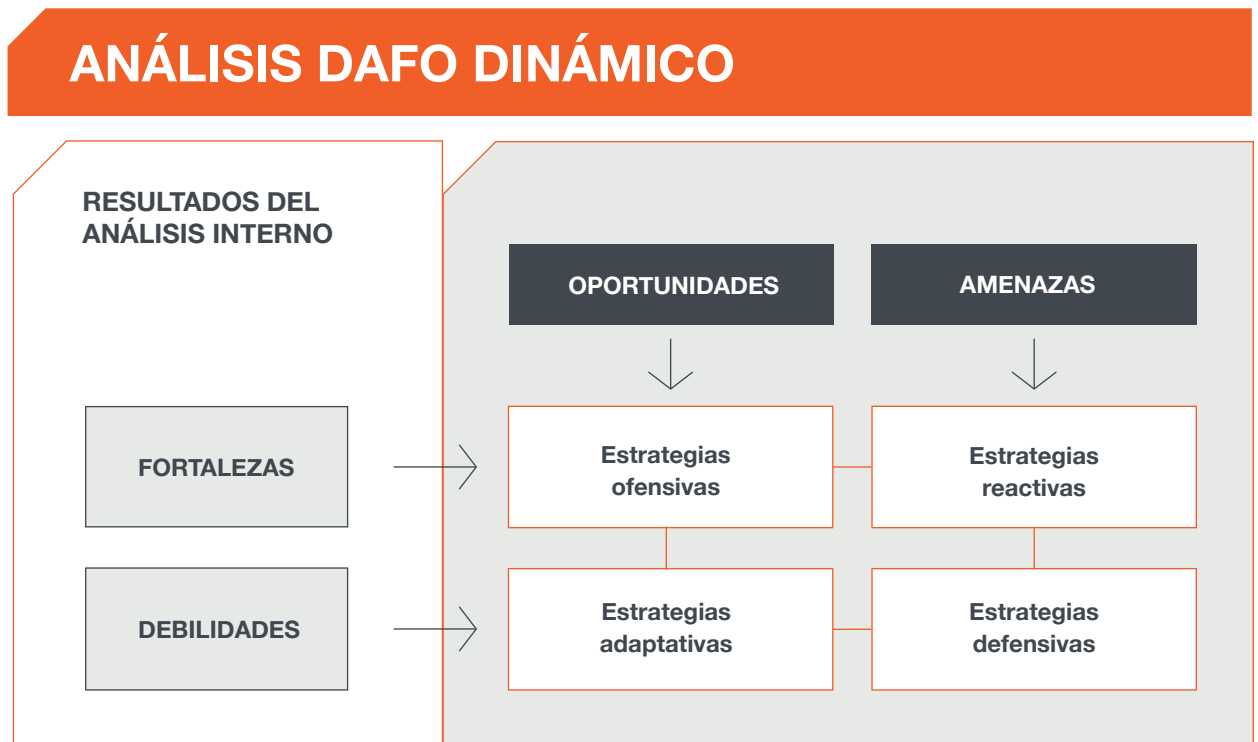 ANÁLISIS DAFO DINÁMICO
RESULTADOS DEL
ANÁLISIS INTERNO
OPORTUNIDADES
AMENAZAS
FORTALEZAS
Estrategias
ofensivas
Estrategias
reactivas
DEBILIDADES
Estrategias
adaptativas
Estrategias
defensivas